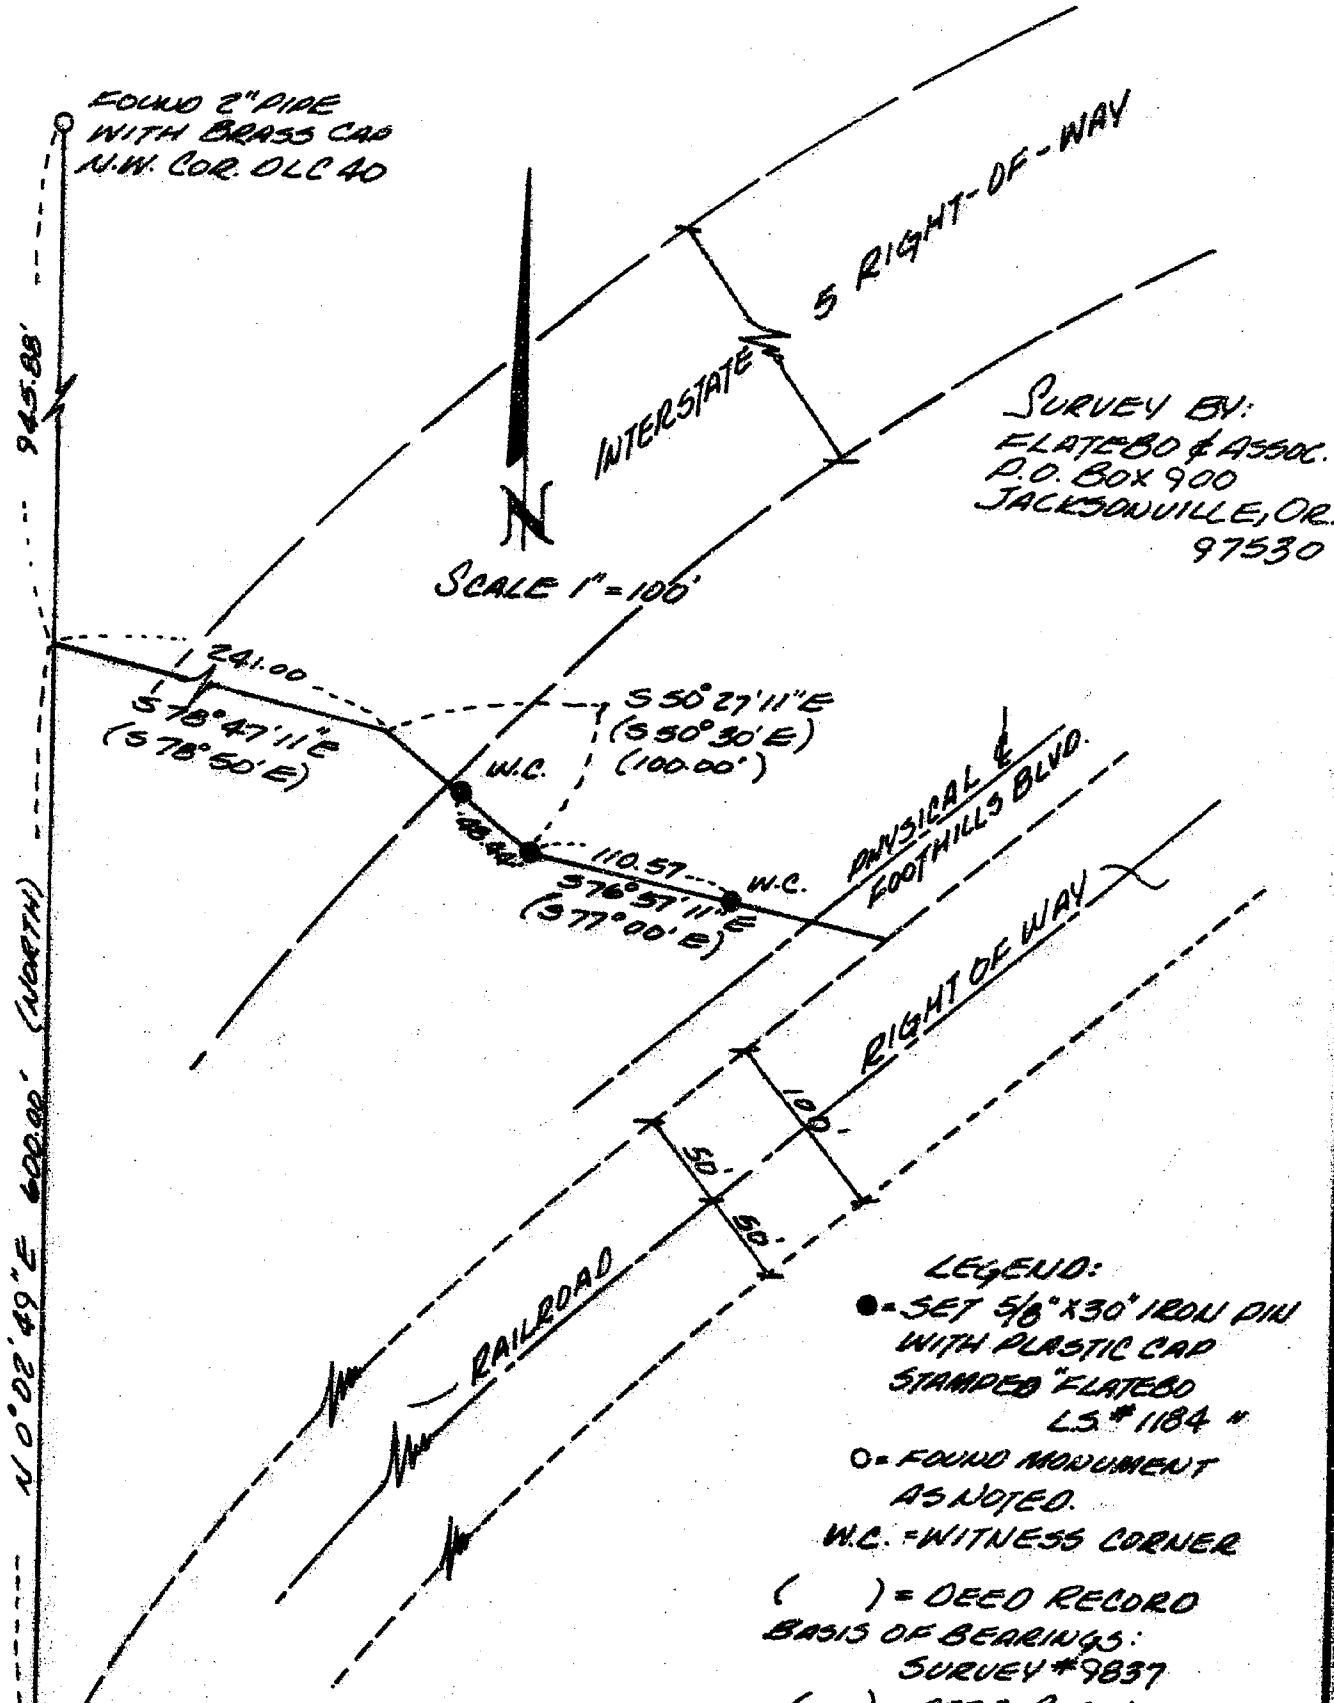 FOUND 2" PIPE
WITH BRASS CAP
N.W. COR. DLC 40
945.88'
INTERSTATE 5 RIGHT-OF-WAY
N
SCALE 1"=100'
SURVEY BY:
FLATEBO & ASSOC.
P.O. BOX 900
JACKSONVILLE, OR.
97530
241.00
S 78° 47' 11" E
(S 78° 50' E)
S 50° 27' 11" E
(S 50° 30' E)
(100.00')
W.C.
48.42'
110.57
W.C.
S 76° 57' 11" E
(S 77° 00' E)
PHYSICAL ℄
FOOTHILLS BLVD.
N 0° 02' 49" E 600.00' (NORTH)
RAILROAD RIGHT OF WAY
100'
50'
50'
LEGEND:
●= SET 5/8" X 30" IRON PIN
WITH PLASTIC CAP
STAMPED "FLATEBO
LS # 1184 "
O= FOUND MONUMENT
AS NOTED.
W.C. = WITNESS CORNER
( ) = DEED RECORD
BASIS OF BEARINGS:
SURVEY #9837